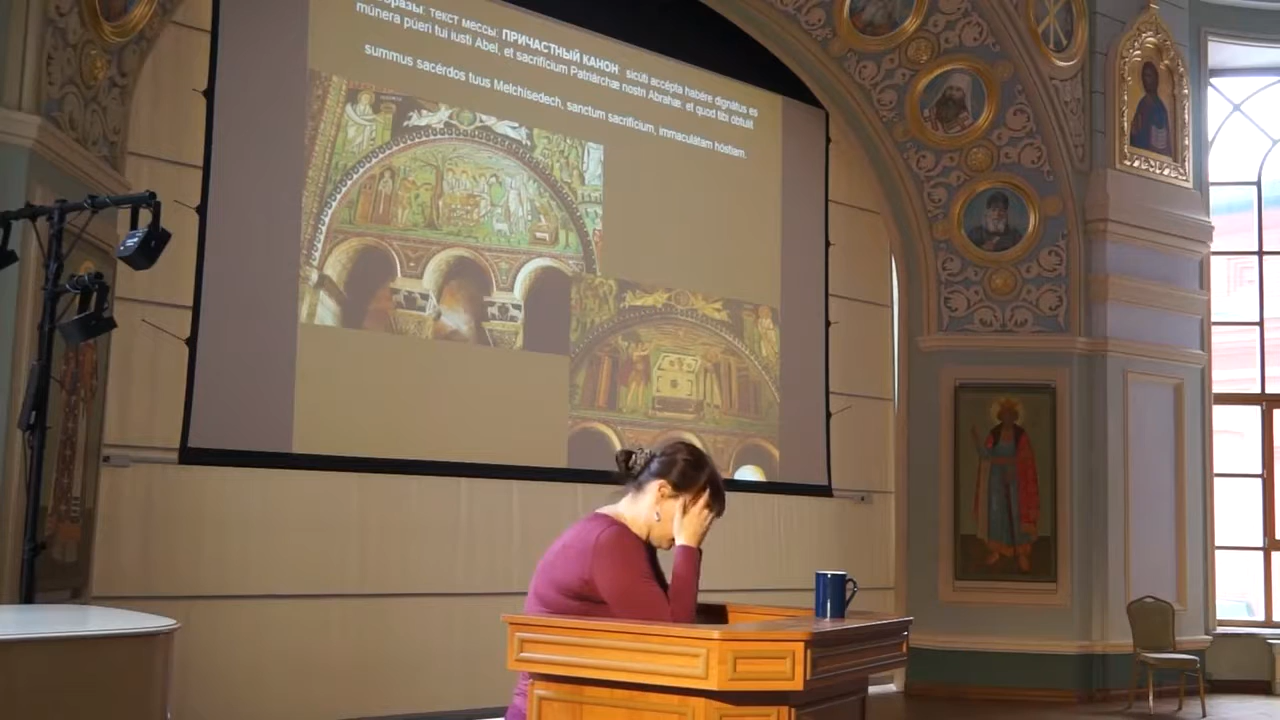 образы: текст мессы: ПРИЧАСТНЫЙ КАНОН: sicúti accépta habére dignátus es
múnera púeri tui iusti Abel, et sacrifícium Patriárchæ nostri Abrahæ: et quod tibi óbtulit
summus sacérdos tuus Melchísedech, sanctum sacrifícium, immaculátam hóstiam.